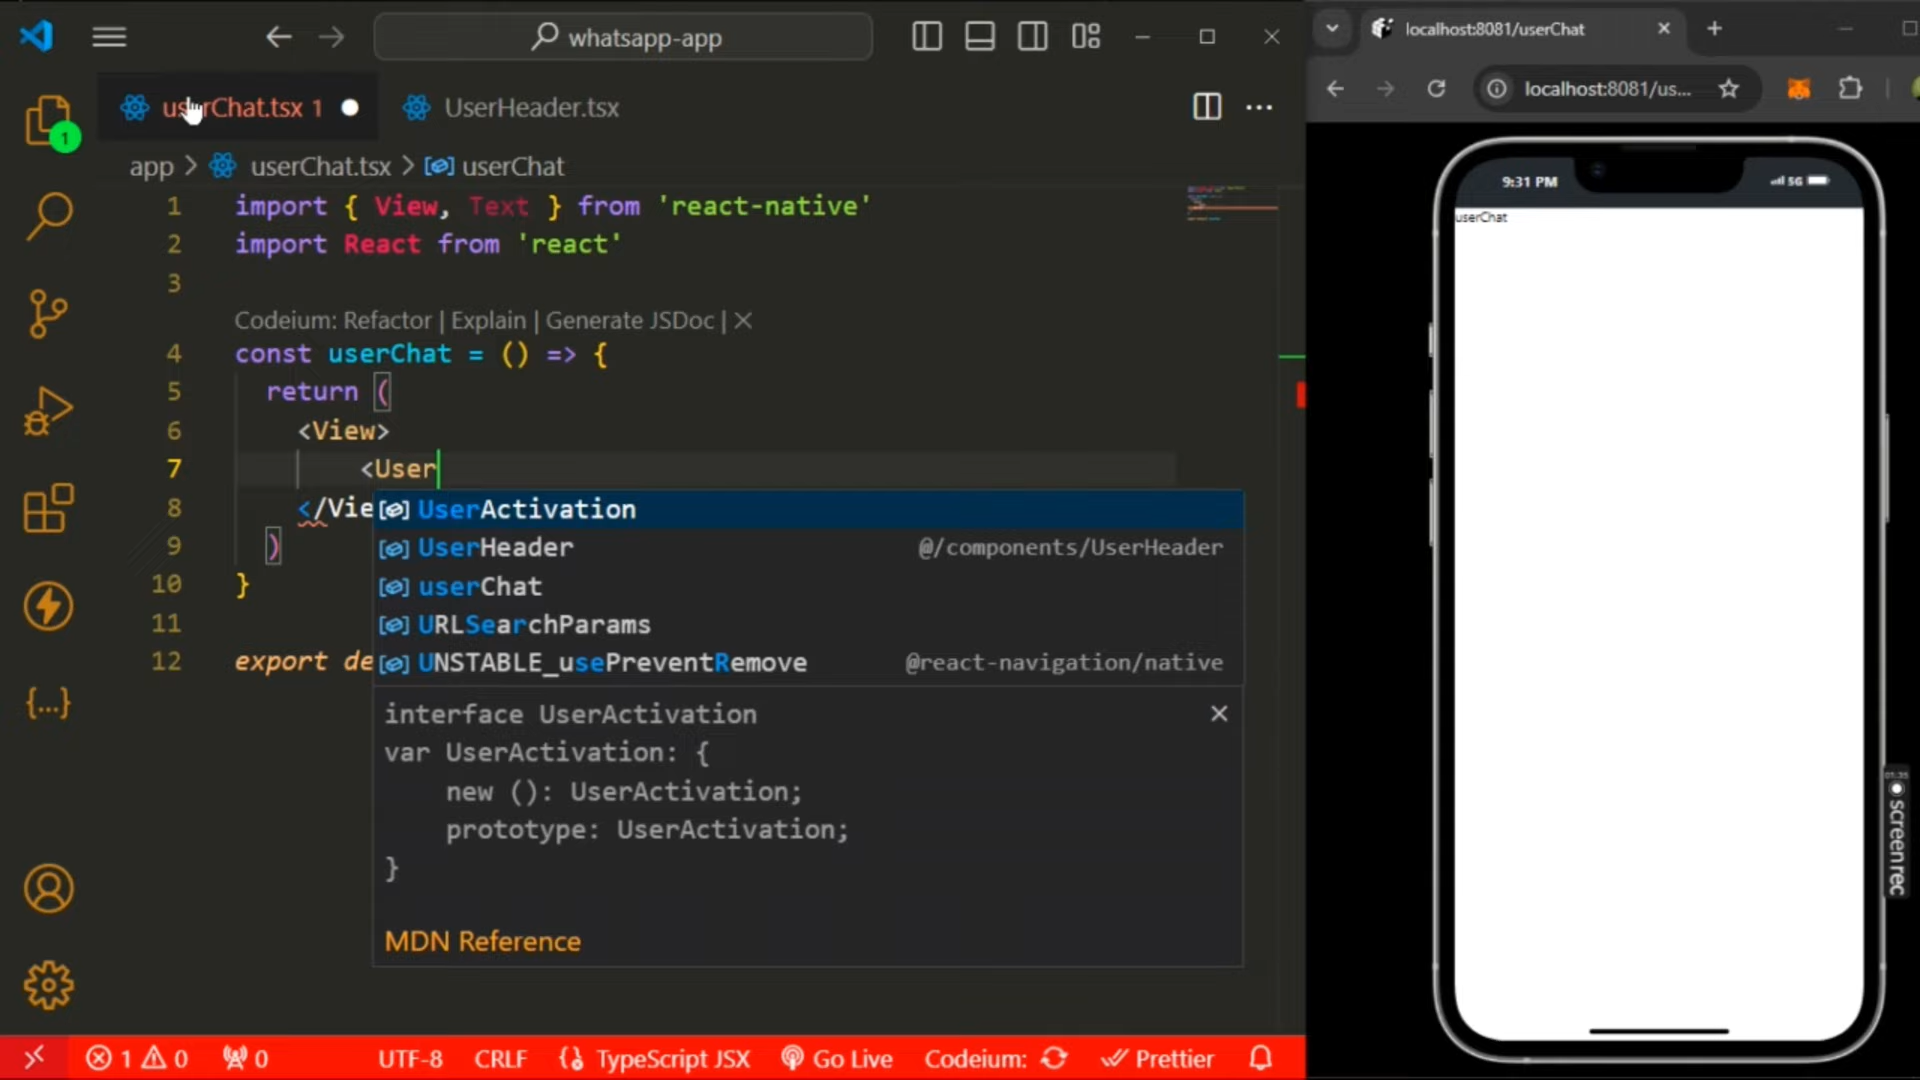 whatsapp-app
userChat.tsx 1
UserHeader.tsx
app > userChat.tsx > userChat
1 import { View, Text } from 'react-native'
2 import React from 'react'
3
Codeium: Refactor | Explain | Generate JSDoc | ×
4 const userChat = () => {
5 return (
6 <View>
7 <User
8 </Vie
9 )
10 }
11
12 export de
UserActivation
UserHeader @/components/UserHeader
userChat
URLSearchParams
UNSTABLE_usePreventRemove @react-navigation/native
interface UserActivation
var UserActivation: {
new (): UserActivation;
prototype: UserActivation;
}
MDN Reference
1 0 0 UTF-8 CRLF TypeScript JSX Go Live Codeium: Prettier
1
{...}
localhost:8081/userChat
localhost:8081/us...
9:31 PM 5G
userChat
01:35
screenrec